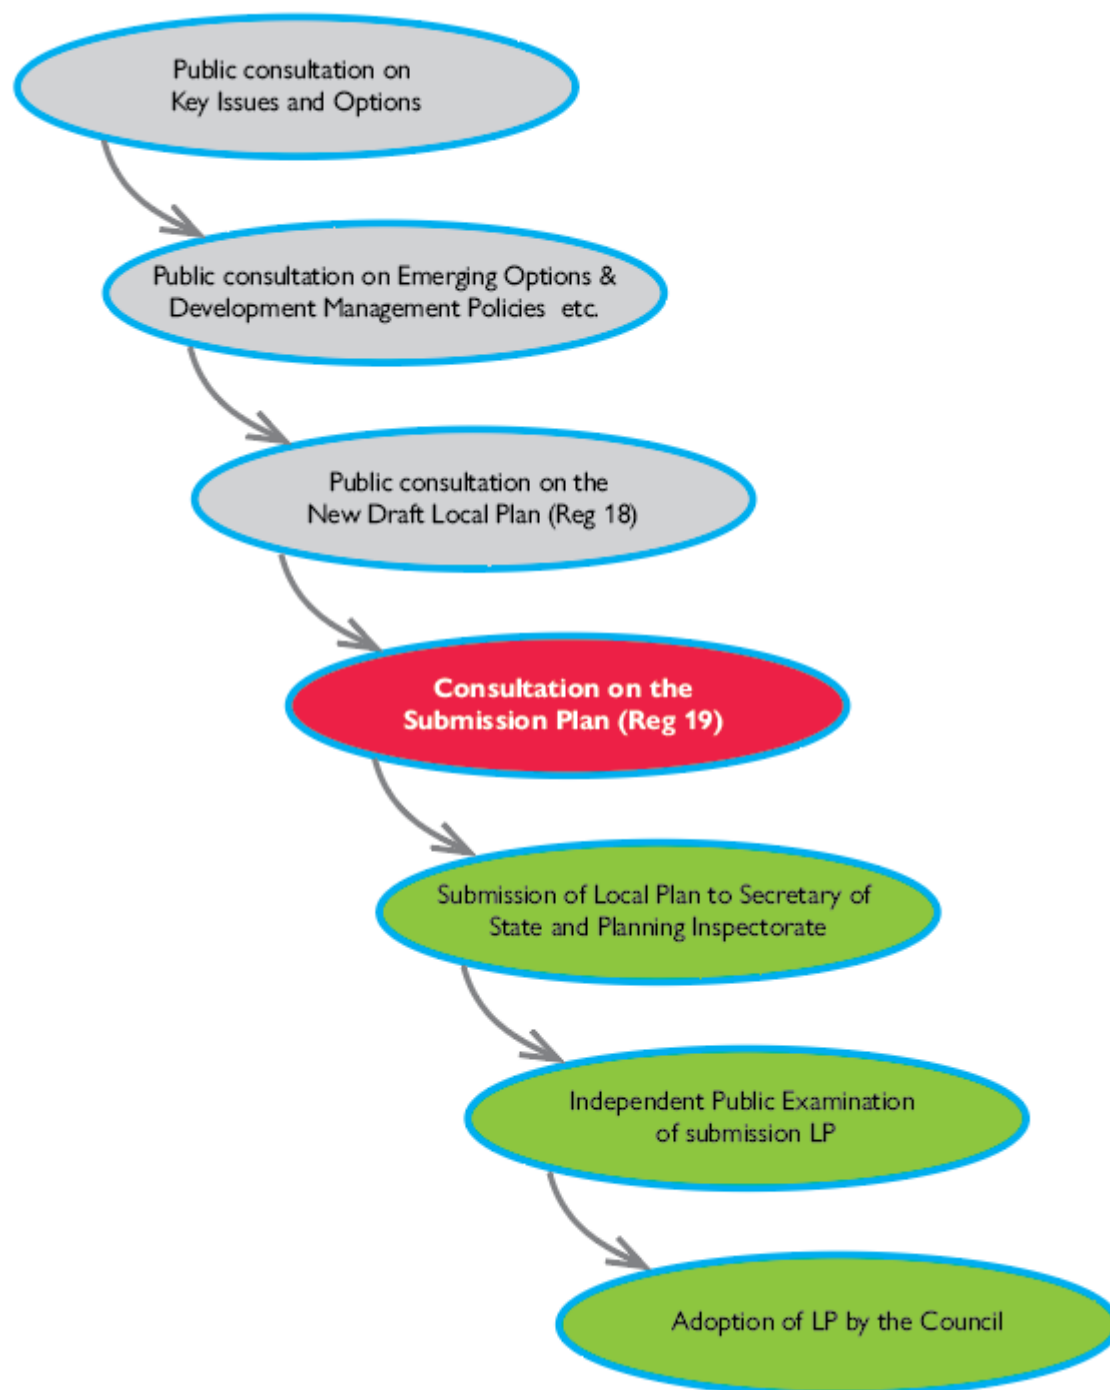 Public consultation on
Key Issues and Options
Public consultation on Emerging Options &
Development Management Policies etc.
Public consultation on the
New Draft Local Plan (Reg 18)
Consultation on the
Submission Plan (Reg 19)
Submission of Local Plan to Secretary of
State and Planning Inspectorate
Independent Public Examination
of submission LP
Adoption of LP by the Council